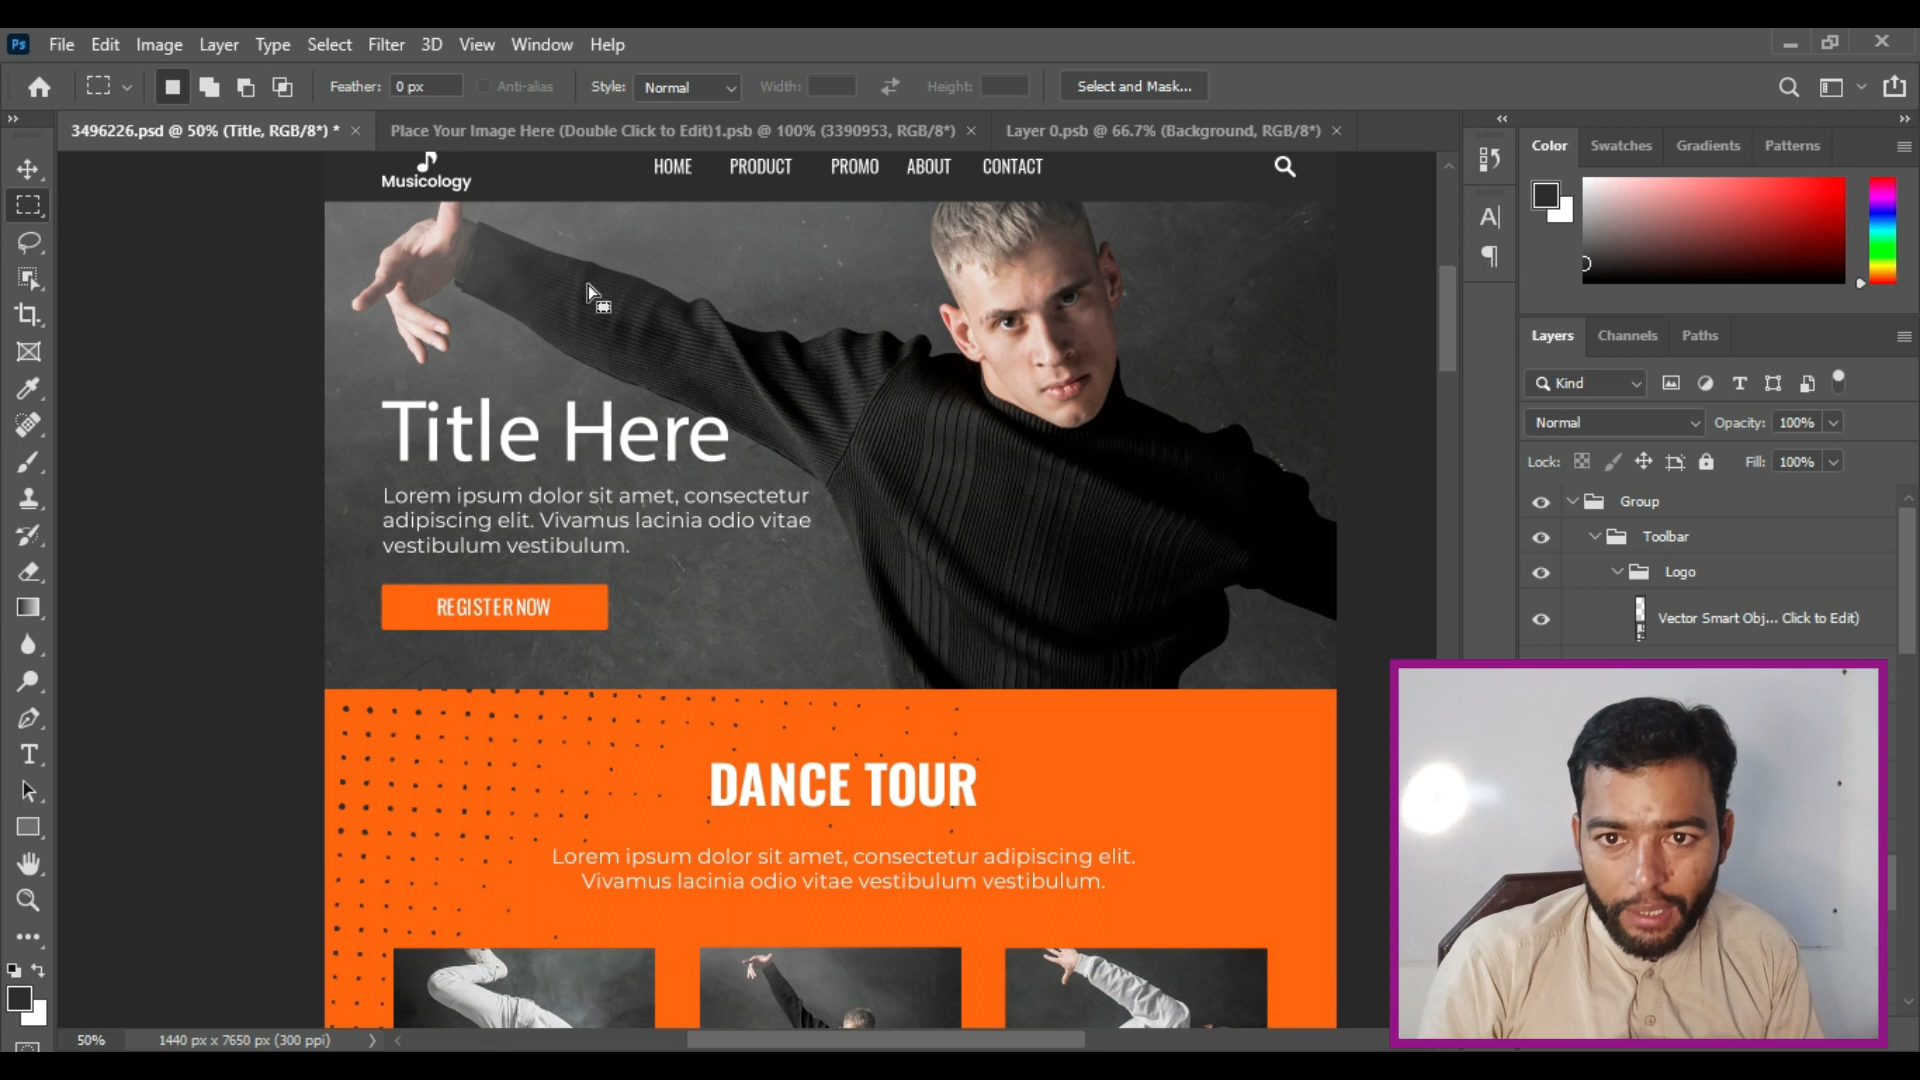 Ps File Edit Image Layer Type Select Filter 3D View Window Help
Feather: 0 px Anti-alias Style: Normal Width: Height: Select and Mask...
3496226.psd @ 50% (Title, RGB/8*) * × Place Your Image Here (Double Click to Edit)1.psb @ 100% (3390953, RGB/8*) × Layer 0.psb @ 66.7% (Background, RGB/8*) ×
Musicology
HOME PRODUCT PROMO ABOUT CONTACT
Title Here
Lorem ipsum dolor sit amet, consectetur
adipiscing elit. Vivamus lacinia odio vitae
vestibulum vestibulum.
REGISTER NOW
DANCE TOUR
Lorem ipsum dolor sit amet, consectetur adipiscing elit.
Vivamus lacinia odio vitae vestibulum vestibulum.
50% 1440 px x 7650 px (300 ppi)
Color Swatches Gradients Patterns
Layers Channels Paths
Kind
Normal Opacity: 100%
Lock: Fill: 100%
Group
Toolbar
Logo
Vector Smart Obj... Click to Edit)